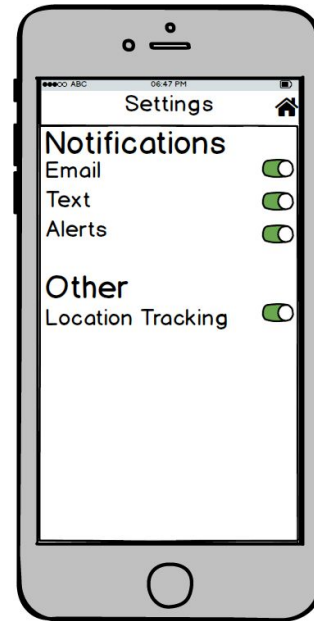 ABC 06:47 PM
Settings
Notifications
Email
Text
Alerts
Other
Location Tracking